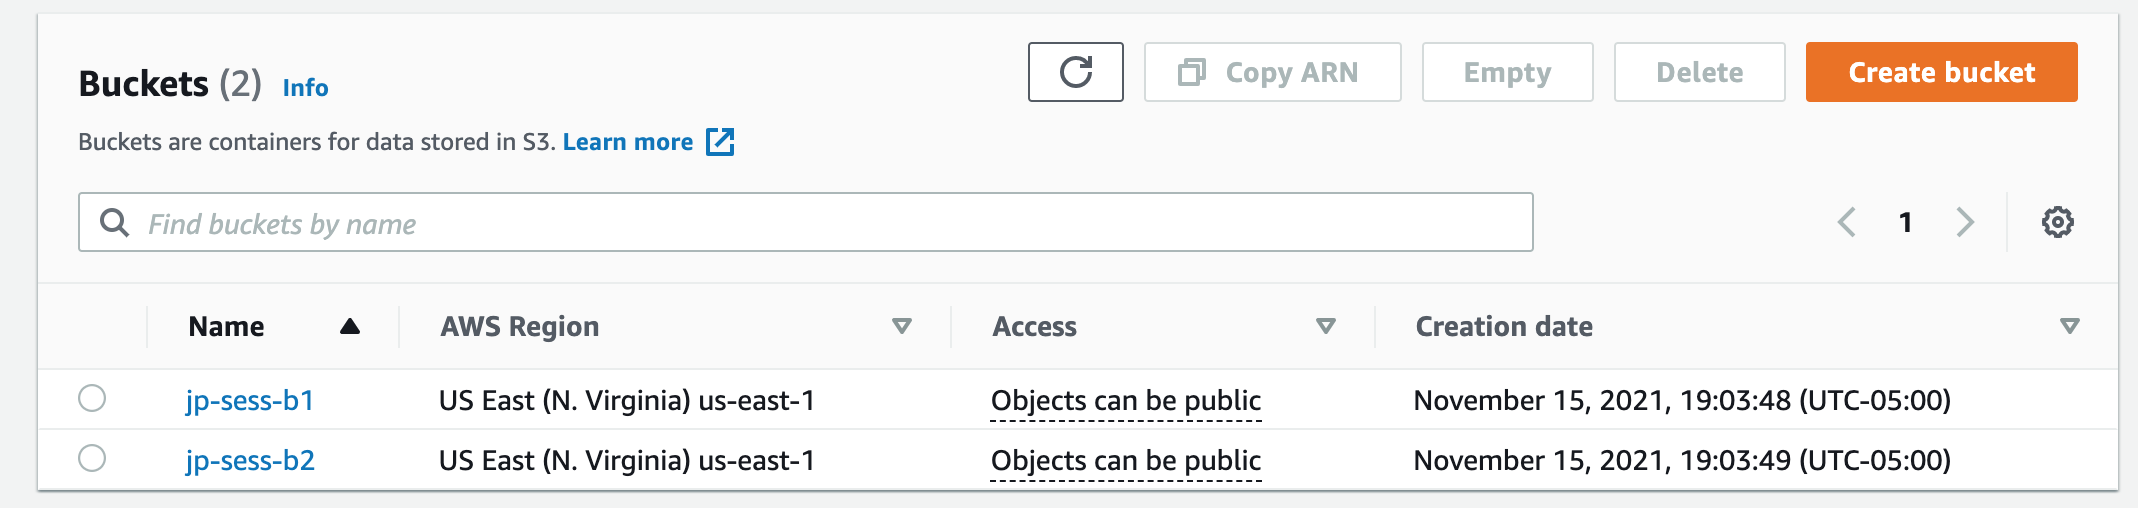 Buckets (2) Info
Copy ARN
Empty
Delete
Create bucket
Buckets are containers for data stored in S3. Learn more
Find buckets by name
1
Name AWS Region Access Creation date
jp-sess-b1 US East (N. Virginia) us-east-1 Objects can be public November 15, 2021, 19:03:48 (UTC-05:00)
jp-sess-b2 US East (N. Virginia) us-east-1 Objects can be public November 15, 2021, 19:03:49 (UTC-05:00)